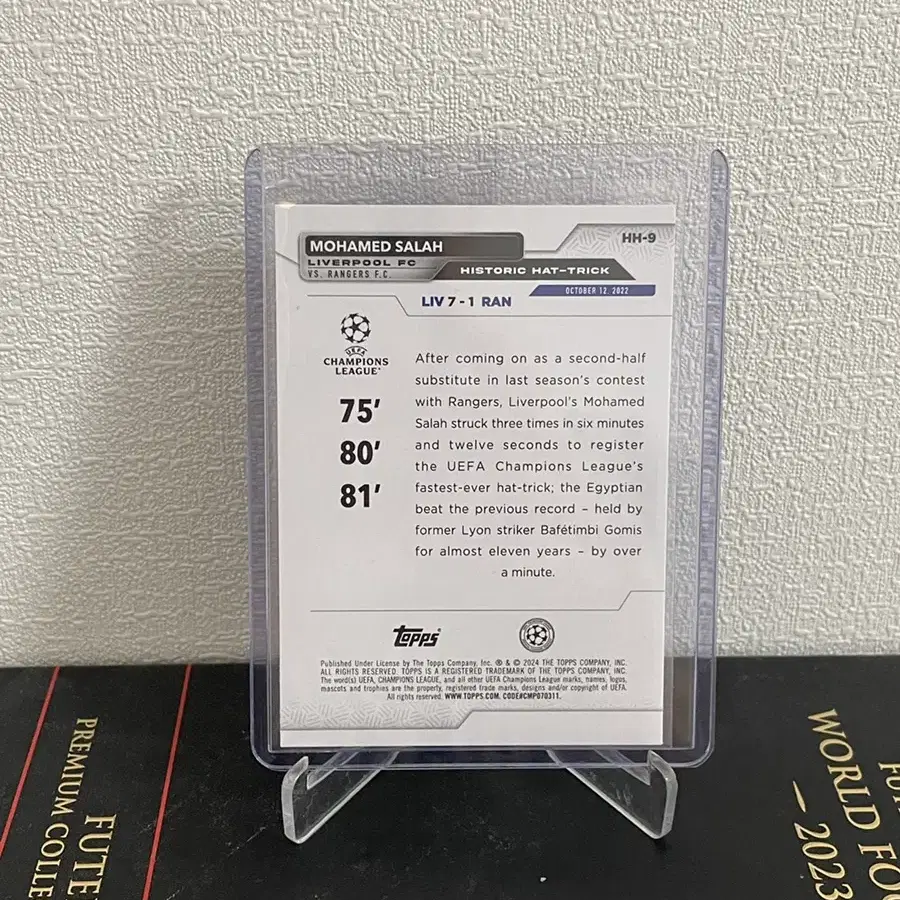 MOHAMED SALAH
HH-9
LIVERPOOL FC
VS. RANGERS F.C.
HISTORIC HAT-TRICK
OCTOBER 12, 2022
LIV 7 - 1 RAN
UEFA
CHAMPIONS
LEAGUE
75'
80'
81'
After coming on as a second-half
substitute in last season's contest
with Rangers, Liverpool's Mohamed
Salah struck three times in six minutes
and twelve seconds to register
the UEFA Champions League's
fastest-ever hat-trick; the Egyptian
beat the previous record – held by
former Lyon striker Bafétimbi Gomis
for almost eleven years – by over
a minute.
topps
Published Under License by The Topps Company, Inc. ® & © 2024 THE TOPPS COMPANY, INC.
ALL RIGHTS RESERVED. TOPPS IS A REGISTERED TRADEMARK OF THE TOPPS COMPANY, INC.
The word(s) UEFA, CHAMPIONS LEAGUE, and all other UEFA Champions League marks, names, logos,
mascots and trophies are the property, registered trade marks, designs and/or copyright of UEFA.
All rights reserved. WWW.TOPPS.COM. CODE#CMP070311.
PREMIUM COLLE
FUTE
WORLD FO
– 2023